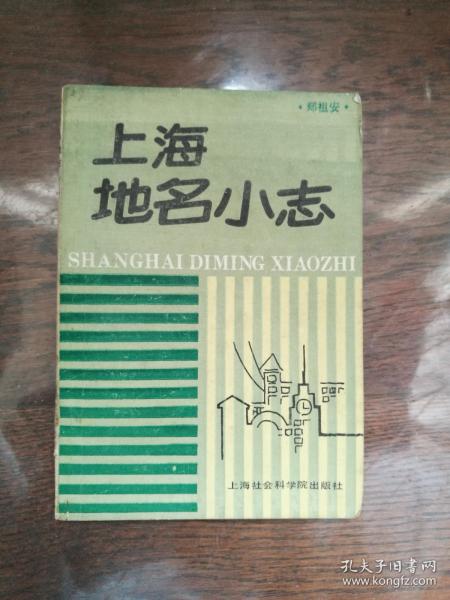 ·郑祖安·
上海
地名小志
SHANGHAI DIMING XIAOZHI
上海社会科学院出版社
孔夫子旧书网
www.kongfz.com